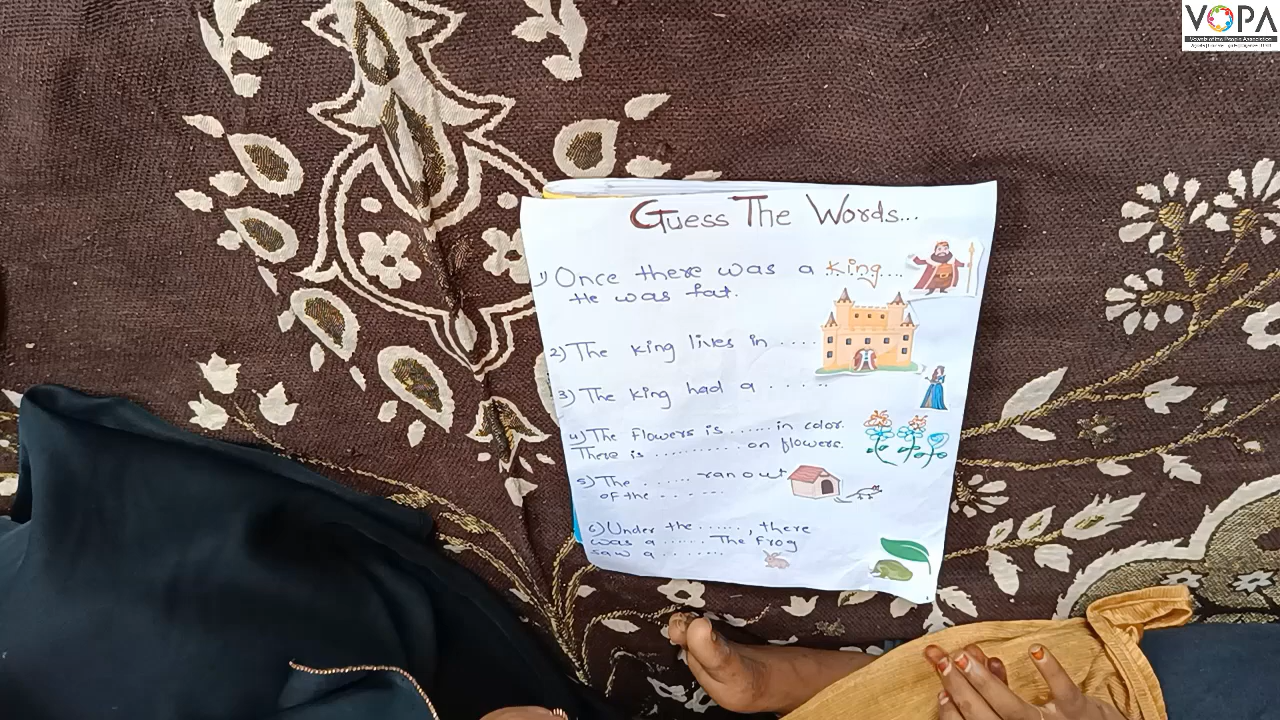 VOPA
Guess The Words...
1) Once there was a king....
He was fat.
2) The king lives in ....
3) The king had a ......
4) The Flowers is ....... in color.
There is ........... on flowers.
5) The ....... ran out
of the .......
6) Under the ......, there
was a ...... The Frog
saw a ........